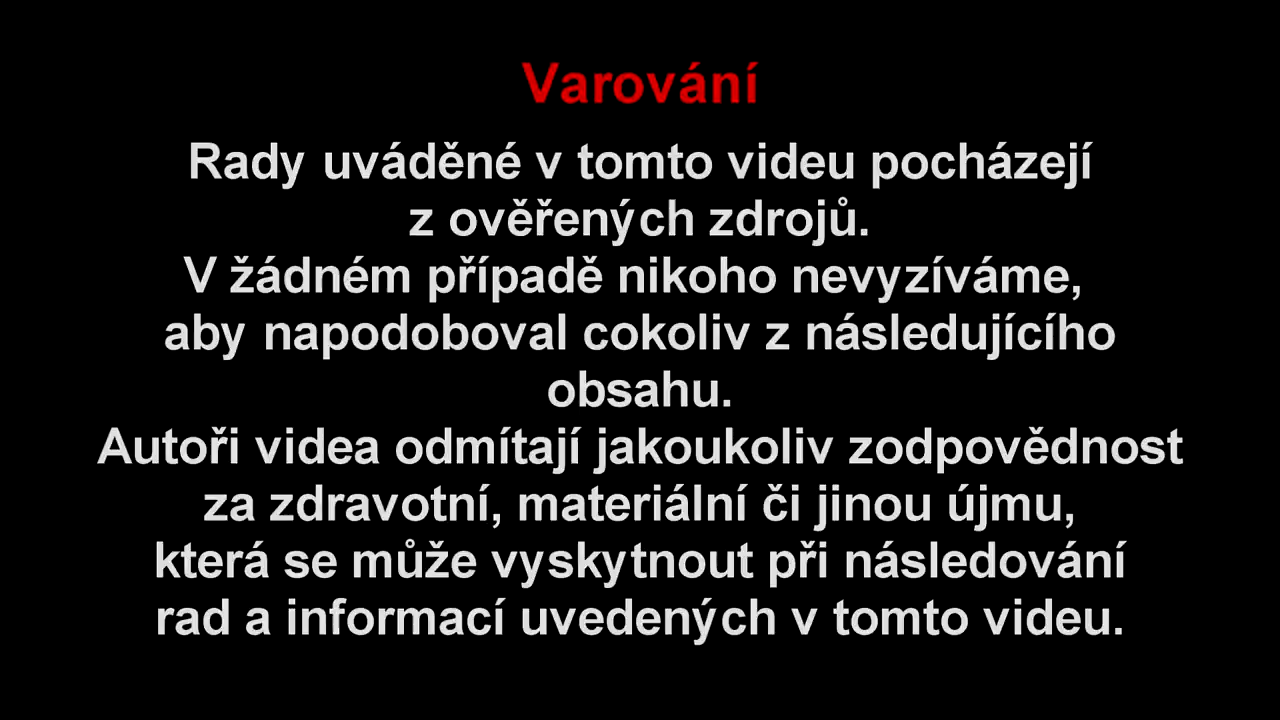 Varování
Rady uváděné v tomto videu pocházejí
z ověřených zdrojů.
V žádném případě nikoho nevyzíváme,
aby napodoboval cokoliv z následujícího
obsahu.
Autoři videa odmítají jakoukoliv zodpovědnost
za zdravotní, materiální či jinou újmu,
která se může vyskytnout při následování
rad a informací uvedených v tomto videu.